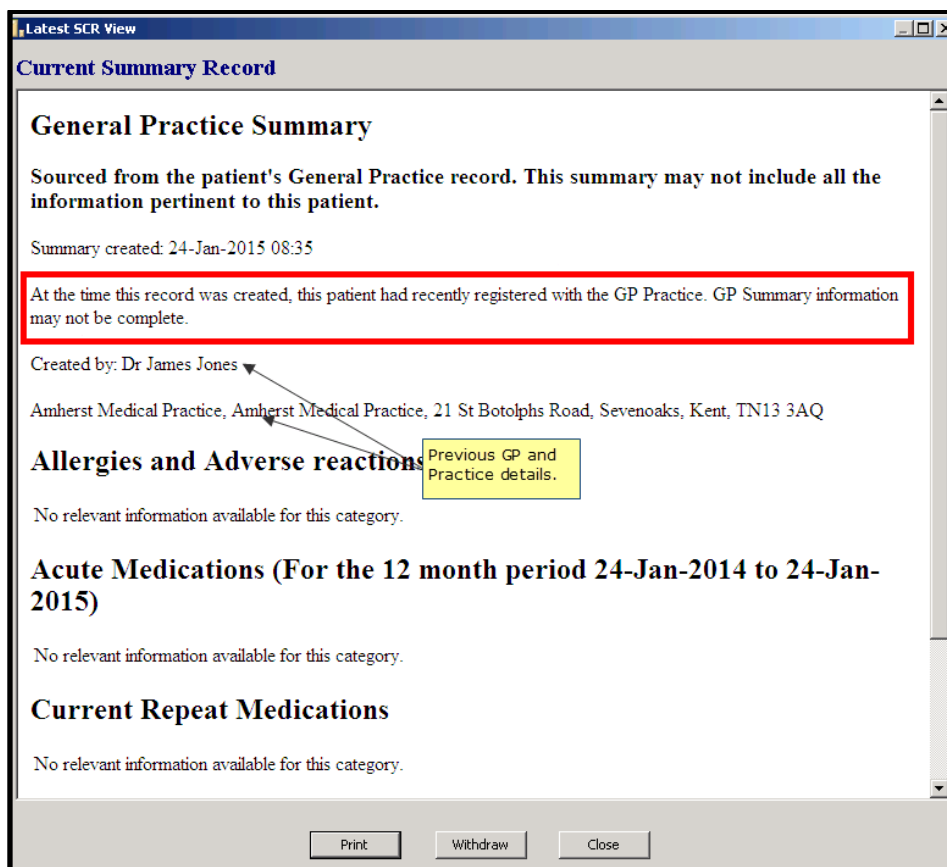 Latest SCR View
Current Summary Record
General Practice Summary
Sourced from the patient's General Practice record. This summary may not include all the
information pertinent to this patient.
Summary created: 24-Jan-2015 08:35
At the time this record was created, this patient had recently registered with the GP Practice. GP Summary information
may not be complete.
Created by: Dr James Jones
Amherst Medical Practice, Amherst Medical Practice, 21 St Botolphs Road, Sevenoaks, Kent, TN13 3AQ
Previous GP and
Practice details.
Allergies and Adverse reactions
No relevant information available for this category.
Acute Medications (For the 12 month period 24-Jan-2014 to 24-Jan-
2015)
No relevant information available for this category.
Current Repeat Medications
No relevant information available for this category.
Print Withdraw Close